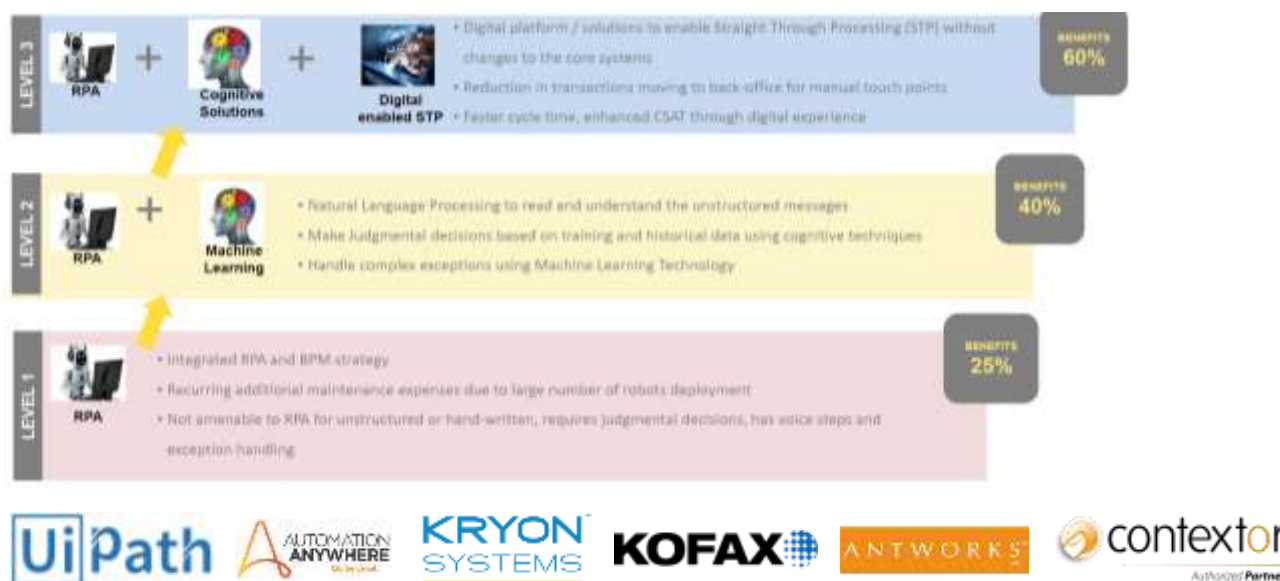 LEVEL 3
RPA
+
Cognitive
Solutions
+
Digital
enabled STP
• Digital platform / solutions to enable Straight Through Processing (STP) without
changes to the core systems
• Reduction in transactions moving to back-office for manual touch points
• Faster cycle time, enhanced CSAT through digital experience
BENEFITS
60%
LEVEL 2
RPA
+
Machine
Learning
• Natural Language Processing to read and understand the unstructured messages
• Make Judgmental decisions based on training and historical data using cognitive techniques
• Handle complex exceptions using Machine Learning Technology
BENEFITS
40%
LEVEL 1
RPA
• Integrated RPA and BPM strategy
• Recurring additional maintenance expenses due to large number of robots deployment
• Not amenable to RPA for unstructured or hand-written, requires judgmental decisions, has voice steps and
exception handling
BENEFITS
25%
UiPath
AUTOMATION
ANYWHERE
Go be great.
KRYON
SYSTEMS
KOFAX
ANTWORKS
contextor
Authorized Partner